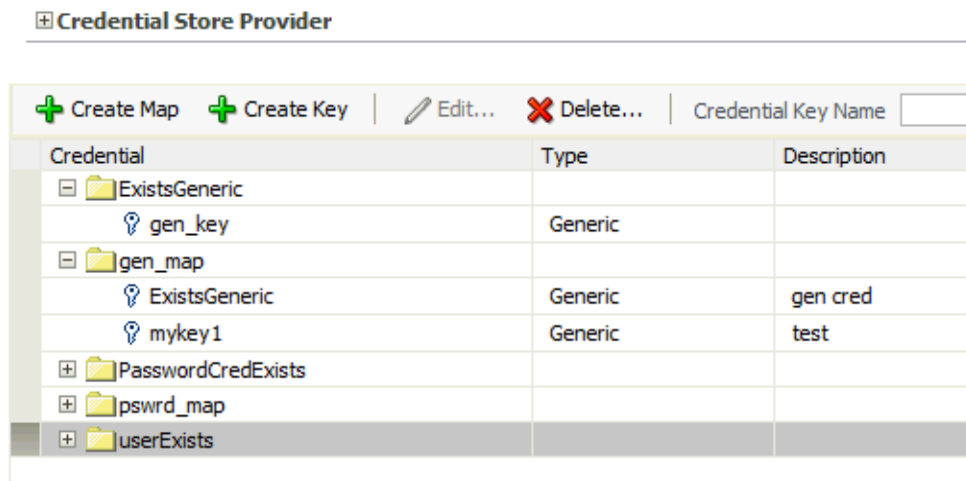 Credential Store Provider
Create Map Create Key Edit... Delete... Credential Key Name
Credential Type Description
ExistsGeneric
gen_key Generic
gen_map
ExistsGeneric Generic gen cred
mykey1 Generic test
PasswordCredExists
pswrd_map
userExists